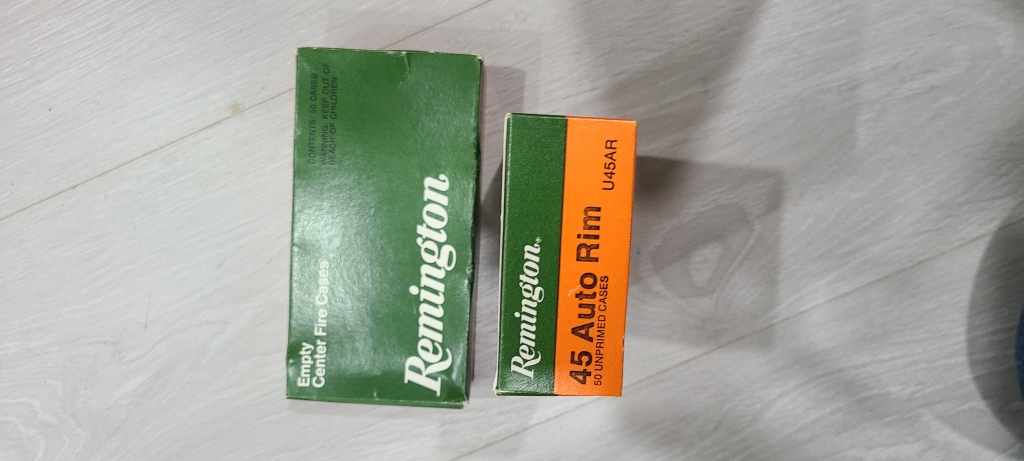 Empty
Center Fire Cases
CONTENTS: 50 CASES
WARNING: KEEP OUT OF
REACH OF CHILDREN
Remington
Remington®
45 Auto Rim U45AR
50 UNPRIMED CASES